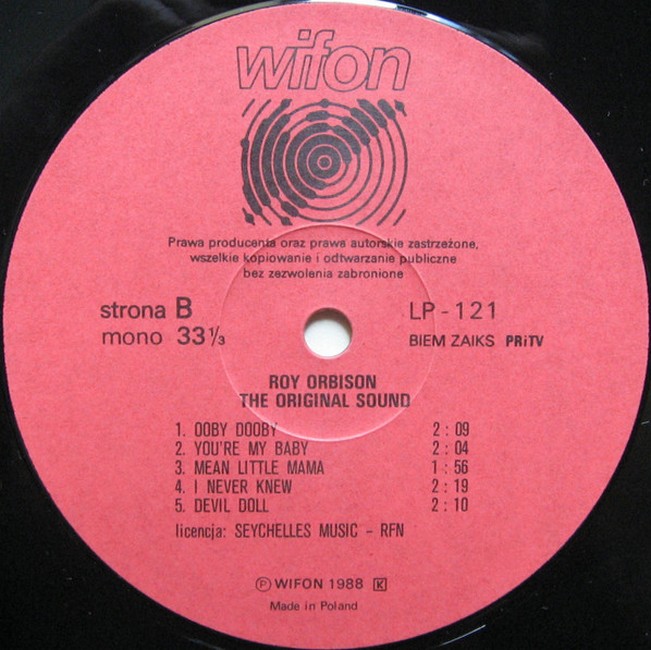 wifon
Prawa producenta oraz prawa autorskie zastrzeżone,
wszelkie kopiowanie i odtwarzanie publiczne
bez zezwolenia zabronione
strona B LP-121
mono 33 1/3 BIEM ZAIKS PRiTV
ROY ORBISON
THE ORIGINAL SOUND
1. OOBY DOOBY 2:09
2. YOU'RE MY BABY 2:04
3. MEAN LITTLE MAMA 1:56
4. I NEVER KNEW 2:19
5. DEVIL DOLL 2:10
licencja: SEYCHELLES MUSIC - RFN
Ⓟ WIFON 1988 K
Made in Poland